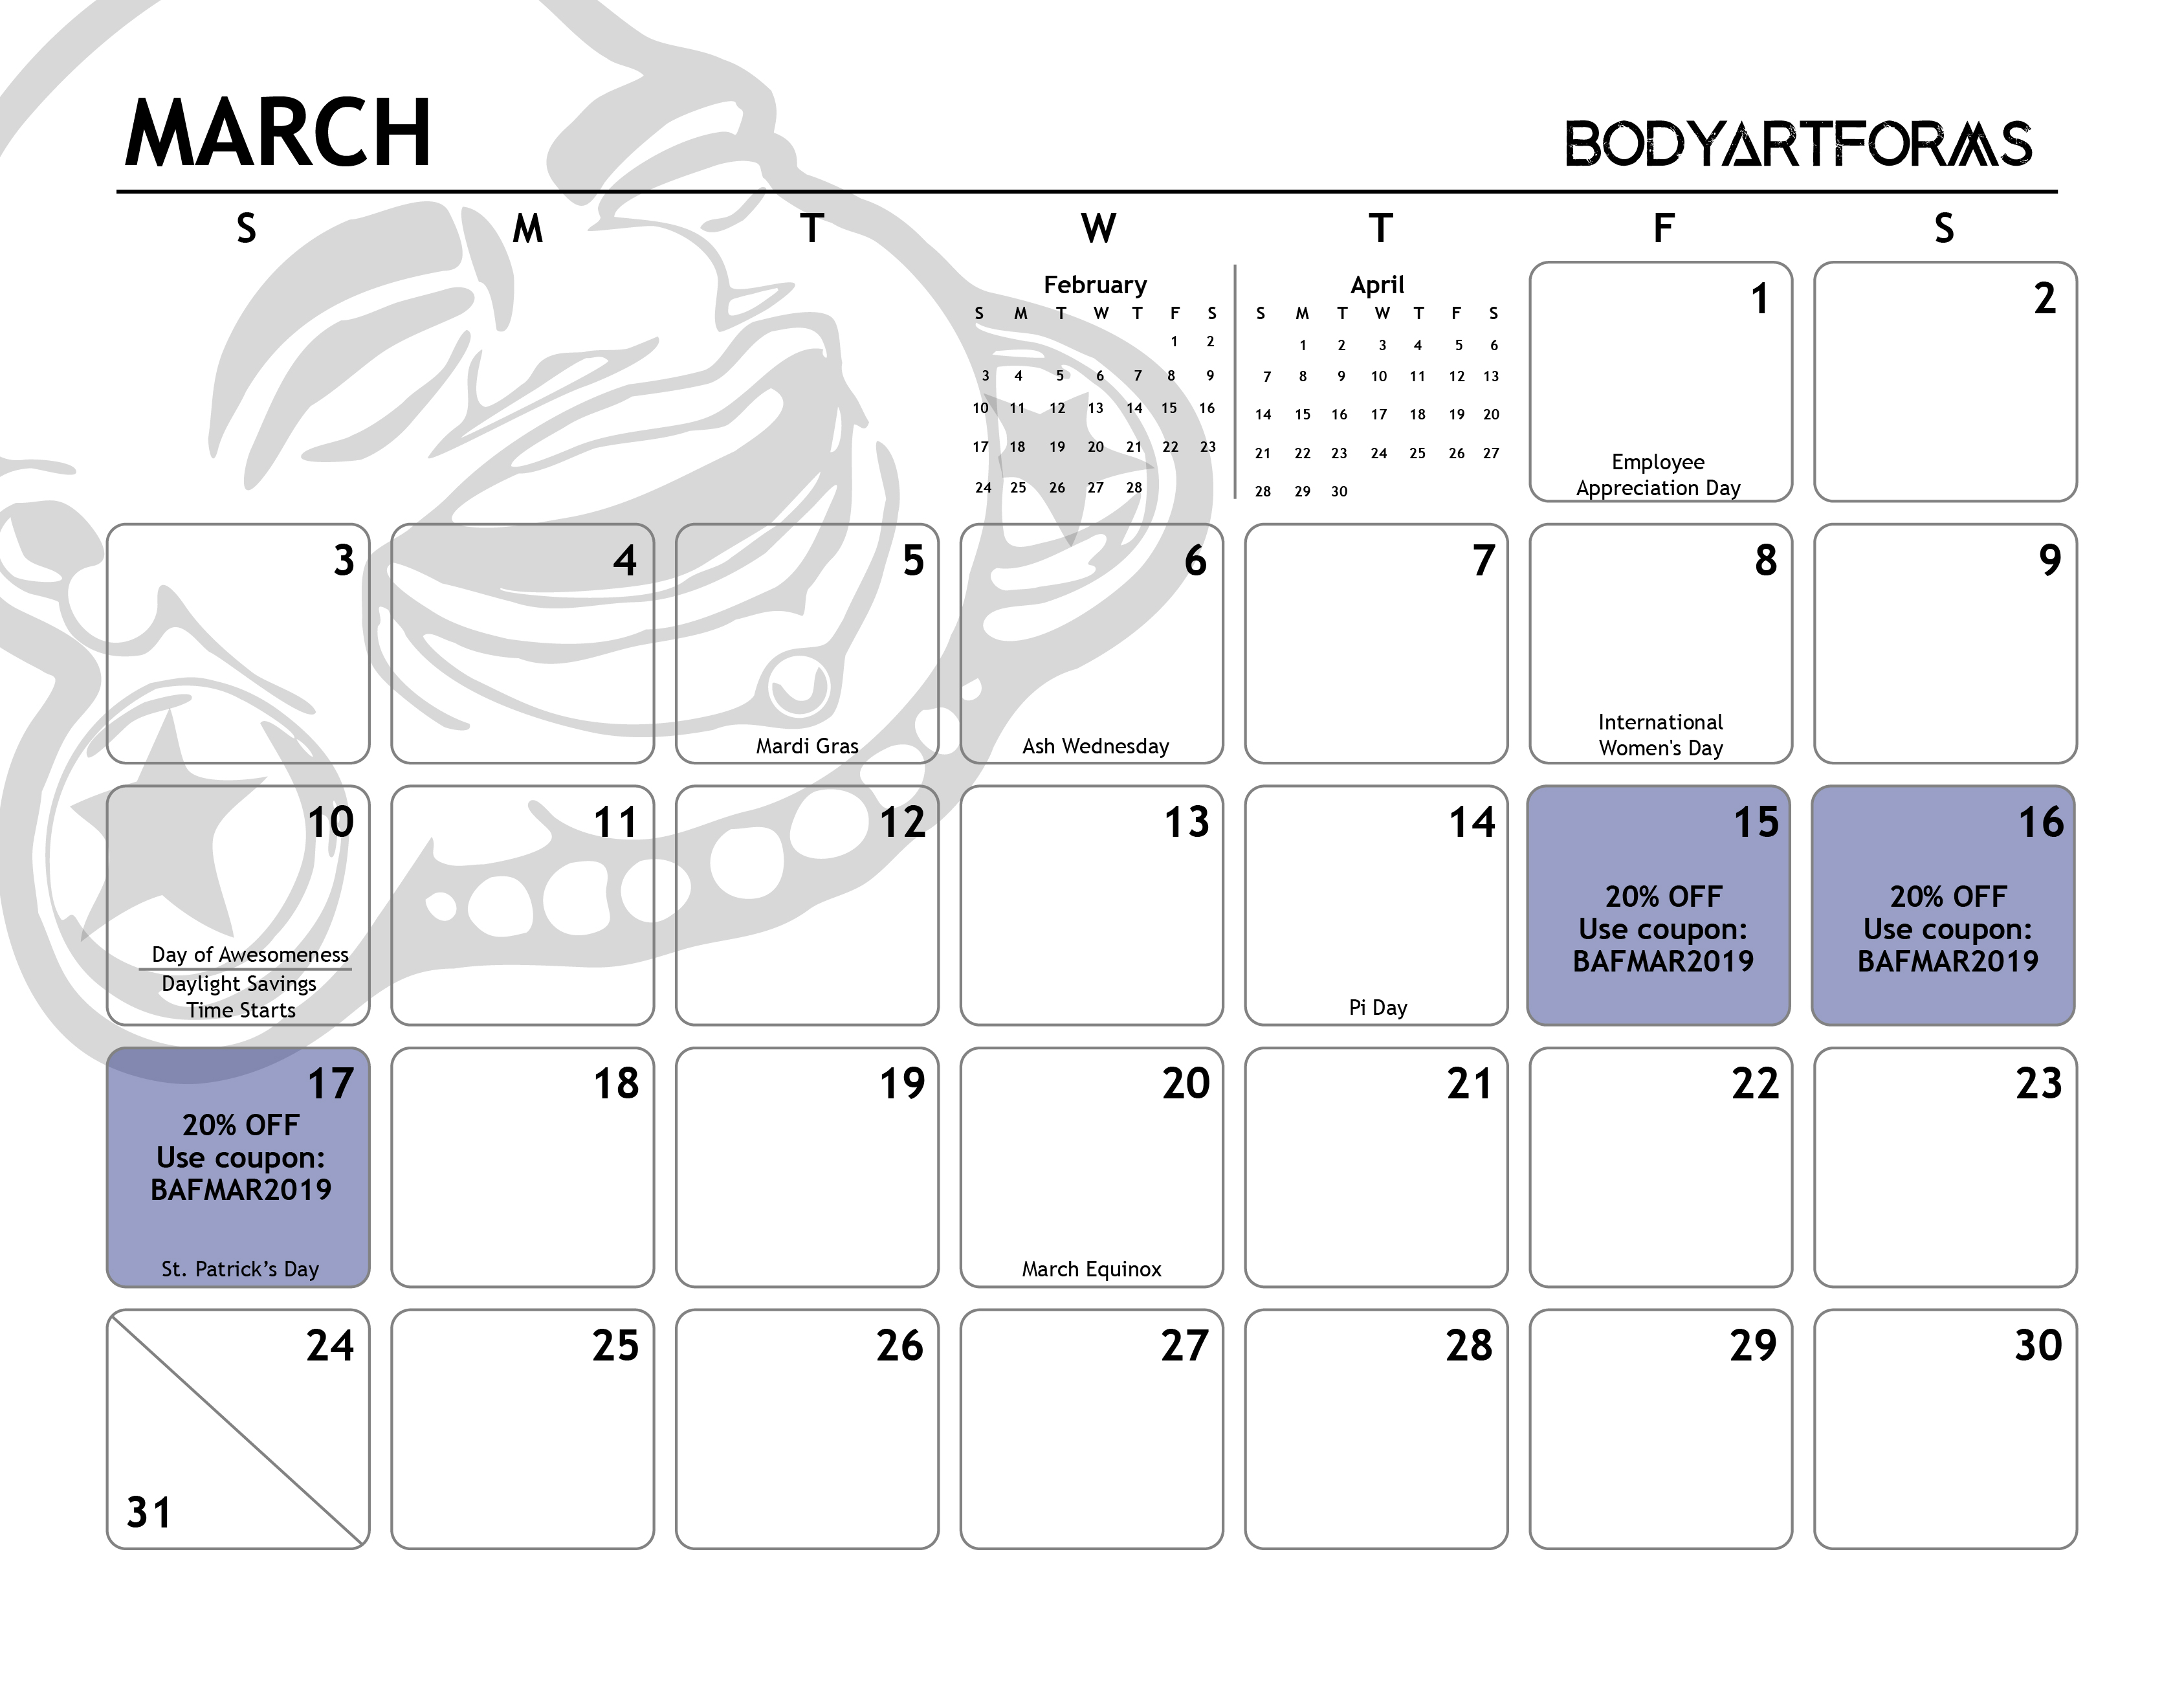 MARCH
BODYARTFORMS
S M T W T F S
February
S M T W T F S
1 2
3 4 5 6 7 8 9
10 11 12 13 14 15 16
17 18 19 20 21 22 23
24 25 26 27 28
April
S M T W T F S
1 2 3 4 5 6
7 8 9 10 11 12 13
14 15 16 17 18 19 20
21 22 23 24 25 26 27
28 29 30
1
Employee
Appreciation Day
2
3
4
5
Mardi Gras
6
Ash Wednesday
7
8
International
Women's Day
9
10
Day of Awesomeness
Daylight Savings
Time Starts
11
12
13
14
Pi Day
15
20% OFF
Use coupon:
BAFMAR2019
16
20% OFF
Use coupon:
BAFMAR2019
17
20% OFF
Use coupon:
BAFMAR2019
St. Patrick’s Day
18
19
20
March Equinox
21
22
23
24
31
25
26
27
28
29
30